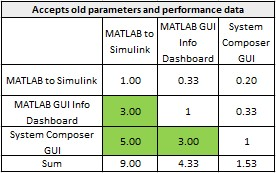 Accepts old parameters and performance data
MATLAB to Simulink
MATLAB GUI Info Dashboard
System Composer GUI
MATLAB to Simulink 1.00 0.33 0.20
MATLAB GUI Info Dashboard 3.00 1 0.33
System Composer GUI 5.00 3.00 1
Sum 9.00 4.33 1.53